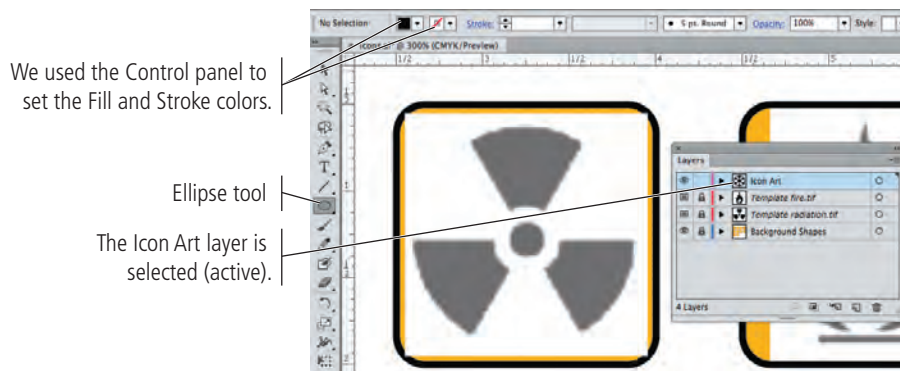 No Selection Stroke: 5 pt. Round Opacity: 100% Style:
@ 300% (CMYK/Preview)
1/2 3 1/2 4 1/2 5
We used the Control panel to
set the Fill and Stroke colors.
Layers
Icon Art
Template fire.tif
Template radiation.tif
Background Shapes
4 Layers
Ellipse tool
The Icon Art layer is
selected (active).